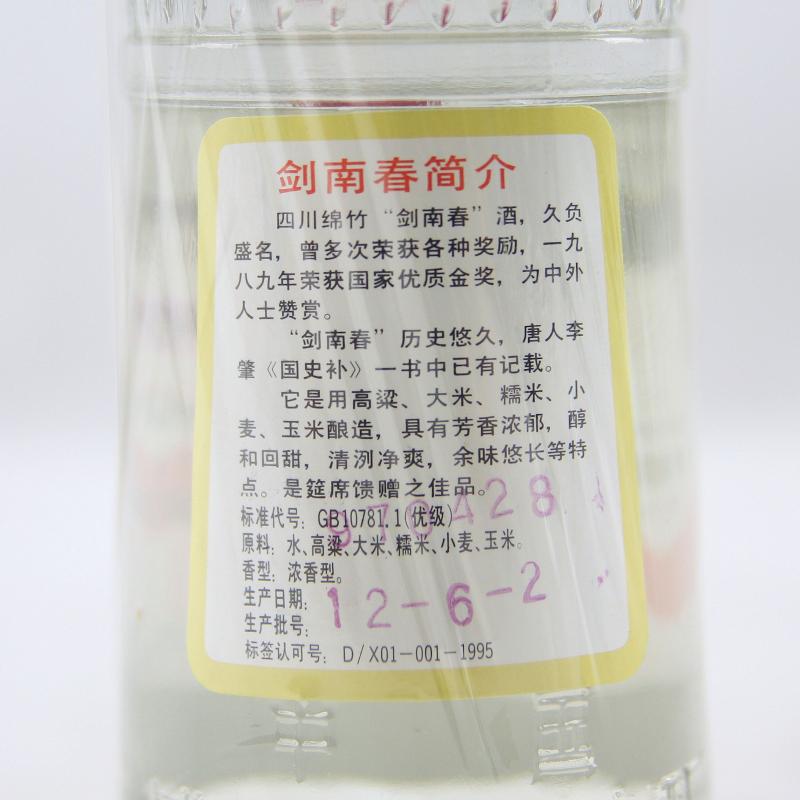 剑南春简介
四川绵竹“剑南春”酒，久负
盛名，曾多次荣获各种奖励，一九
八九年荣获国家优质金奖，为中外
人士赞赏。
“剑南春”历史悠久，唐人李
肇《国史补》一书中已有记载。
它是用高粱、大米、糯米、小
麦、玉米酿造，具有芳香浓郁，醇
和回甜，清洌净爽，余味悠长等特
点。是筵席馈赠之佳品。
标准代号：GB10781.1(优级)
970428
原料：水、高粱、大米、糯米、小麦、玉米。
香型：浓香型。
生产日期：
12-6-2
生产批号：
标签认可号：D/X01-001-1995